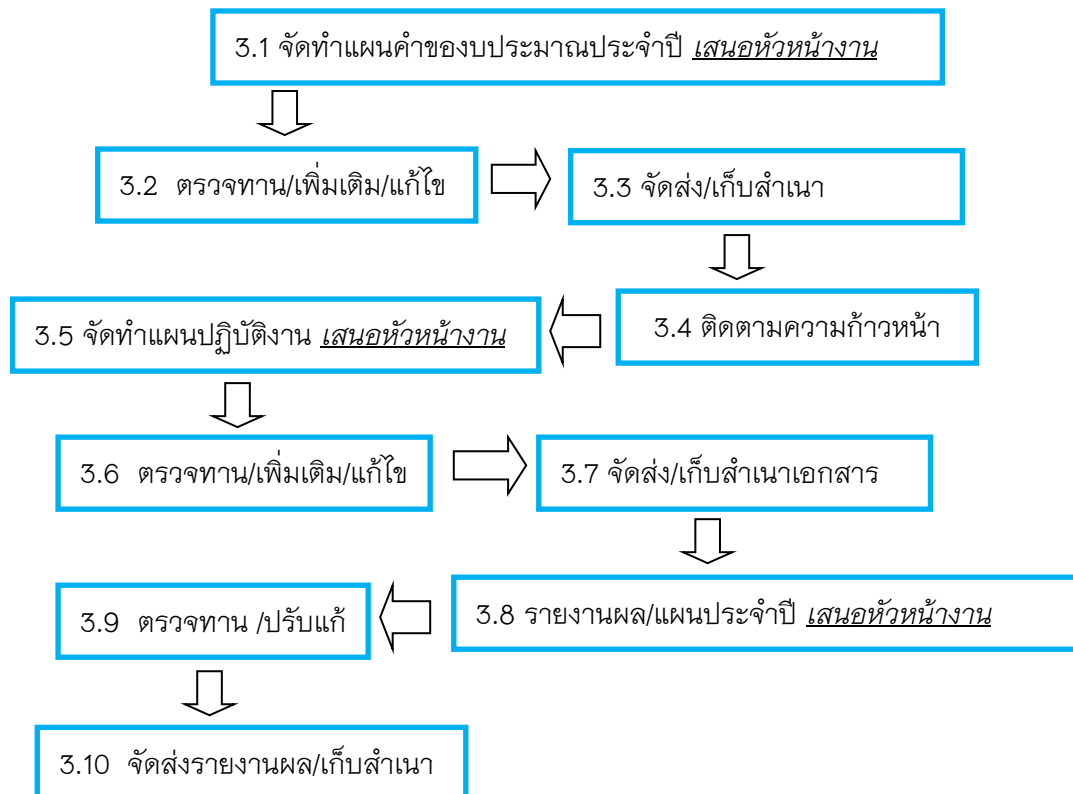 3.1 จัดทำแผนคำของบประมาณประจำปี เสนอหัวหน้างาน
3.2 ตรวจทาน/เพิ่มเติม/แก้ไข
3.3 จัดส่ง/เก็บสำเนา
3.4 ติดตามความก้าวหน้า
3.5 จัดทำแผนปฏิบัติงาน เสนอหัวหน้างาน
3.6 ตรวจทาน/เพิ่มเติม/แก้ไข
3.7 จัดส่ง/เก็บสำเนาเอกสาร
3.8 รายงานผล/แผนประจำปี เสนอหัวหน้างาน
3.9 ตรวจทาน /ปรับแก้
3.10 จัดส่งรายงานผล/เก็บสำเนา